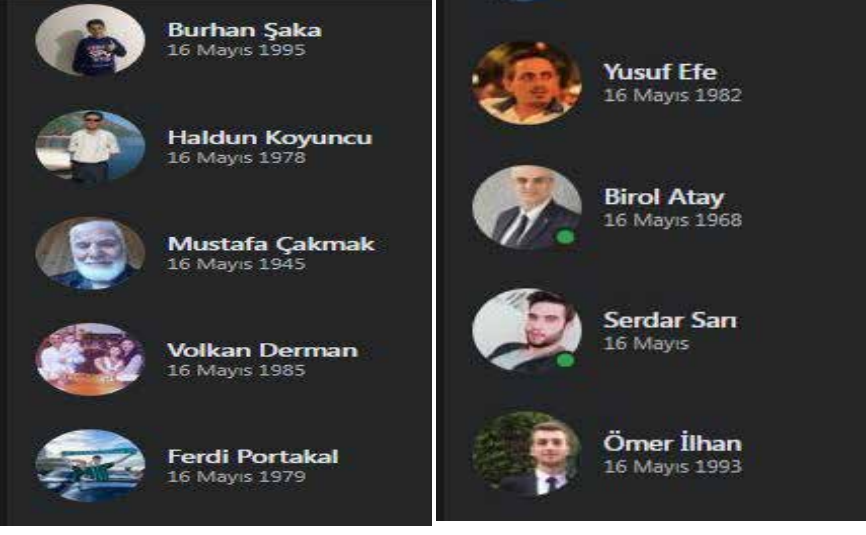 Burhan Şaka
16 Mayıs 1995
Haldun Koyuncu
16 Mayıs 1978
Mustafa Çakmak
16 Mayıs 1945
Volkan Derman
16 Mayıs 1985
Ferdi Portakal
16 Mayıs 1979
Yusuf Efe
16 Mayıs 1982
Birol Atay
16 Mayıs 1968
Serdar Sarı
16 Mayıs
Ömer İlhan
16 Mayıs 1993